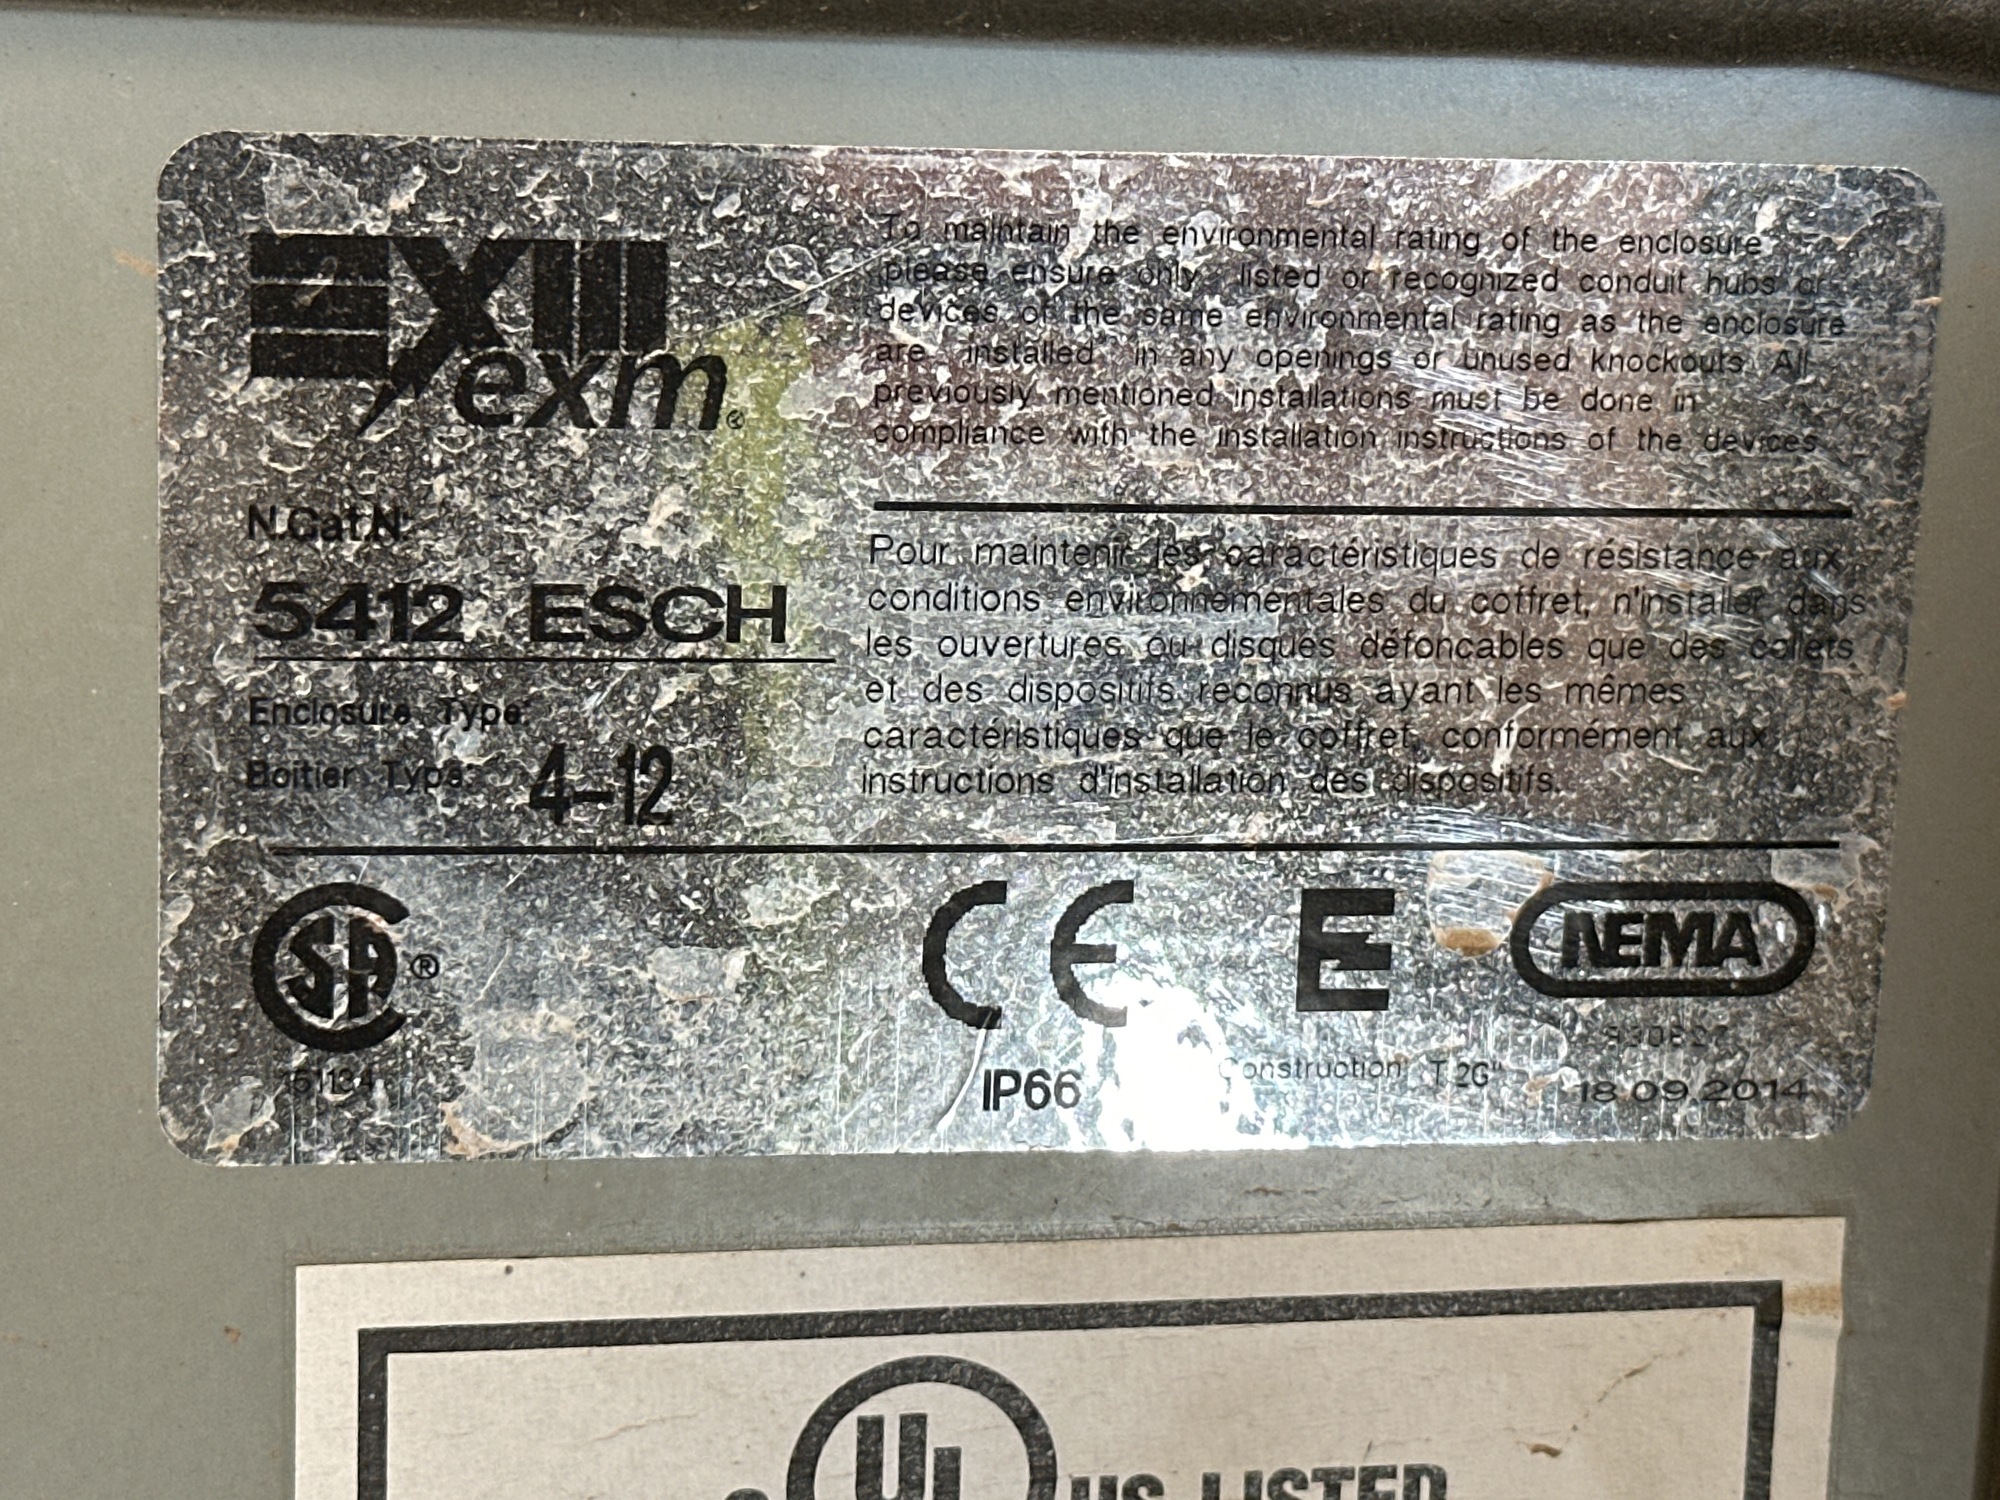 exm®
To maintain the environmental rating of the enclosure
please ensure only listed or recognized conduit hubs or
devices of the same environmental rating as the enclosure
are installed in any openings or unused knockouts All
previously mentioned installations must be done in
compliance with the installation instructions of the devices
N.Cat.N:
5412 ESCH
Enclosure Type:
Boitier Type: 4-12
Pour maintenir les caractéristiques de résistance aux
conditions environnementales du coffret, n'installer dans
les ouvertures ou disques défonçables que des collets
et des dispositifs reconnus ayant les mêmes
caractéristiques que le coffret, conformément aux
instructions d'installation des dispositifs.
CSA ®
151134
CE
IP66
E
Construction T 2G"
NEMA
18.09.2014
UL
US LISTED